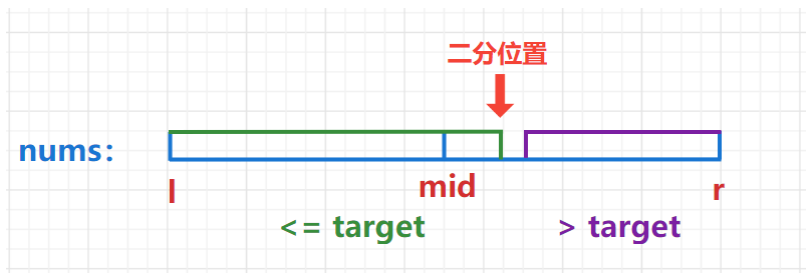 二分位置
nums:
l
mid
r
<= target
> target